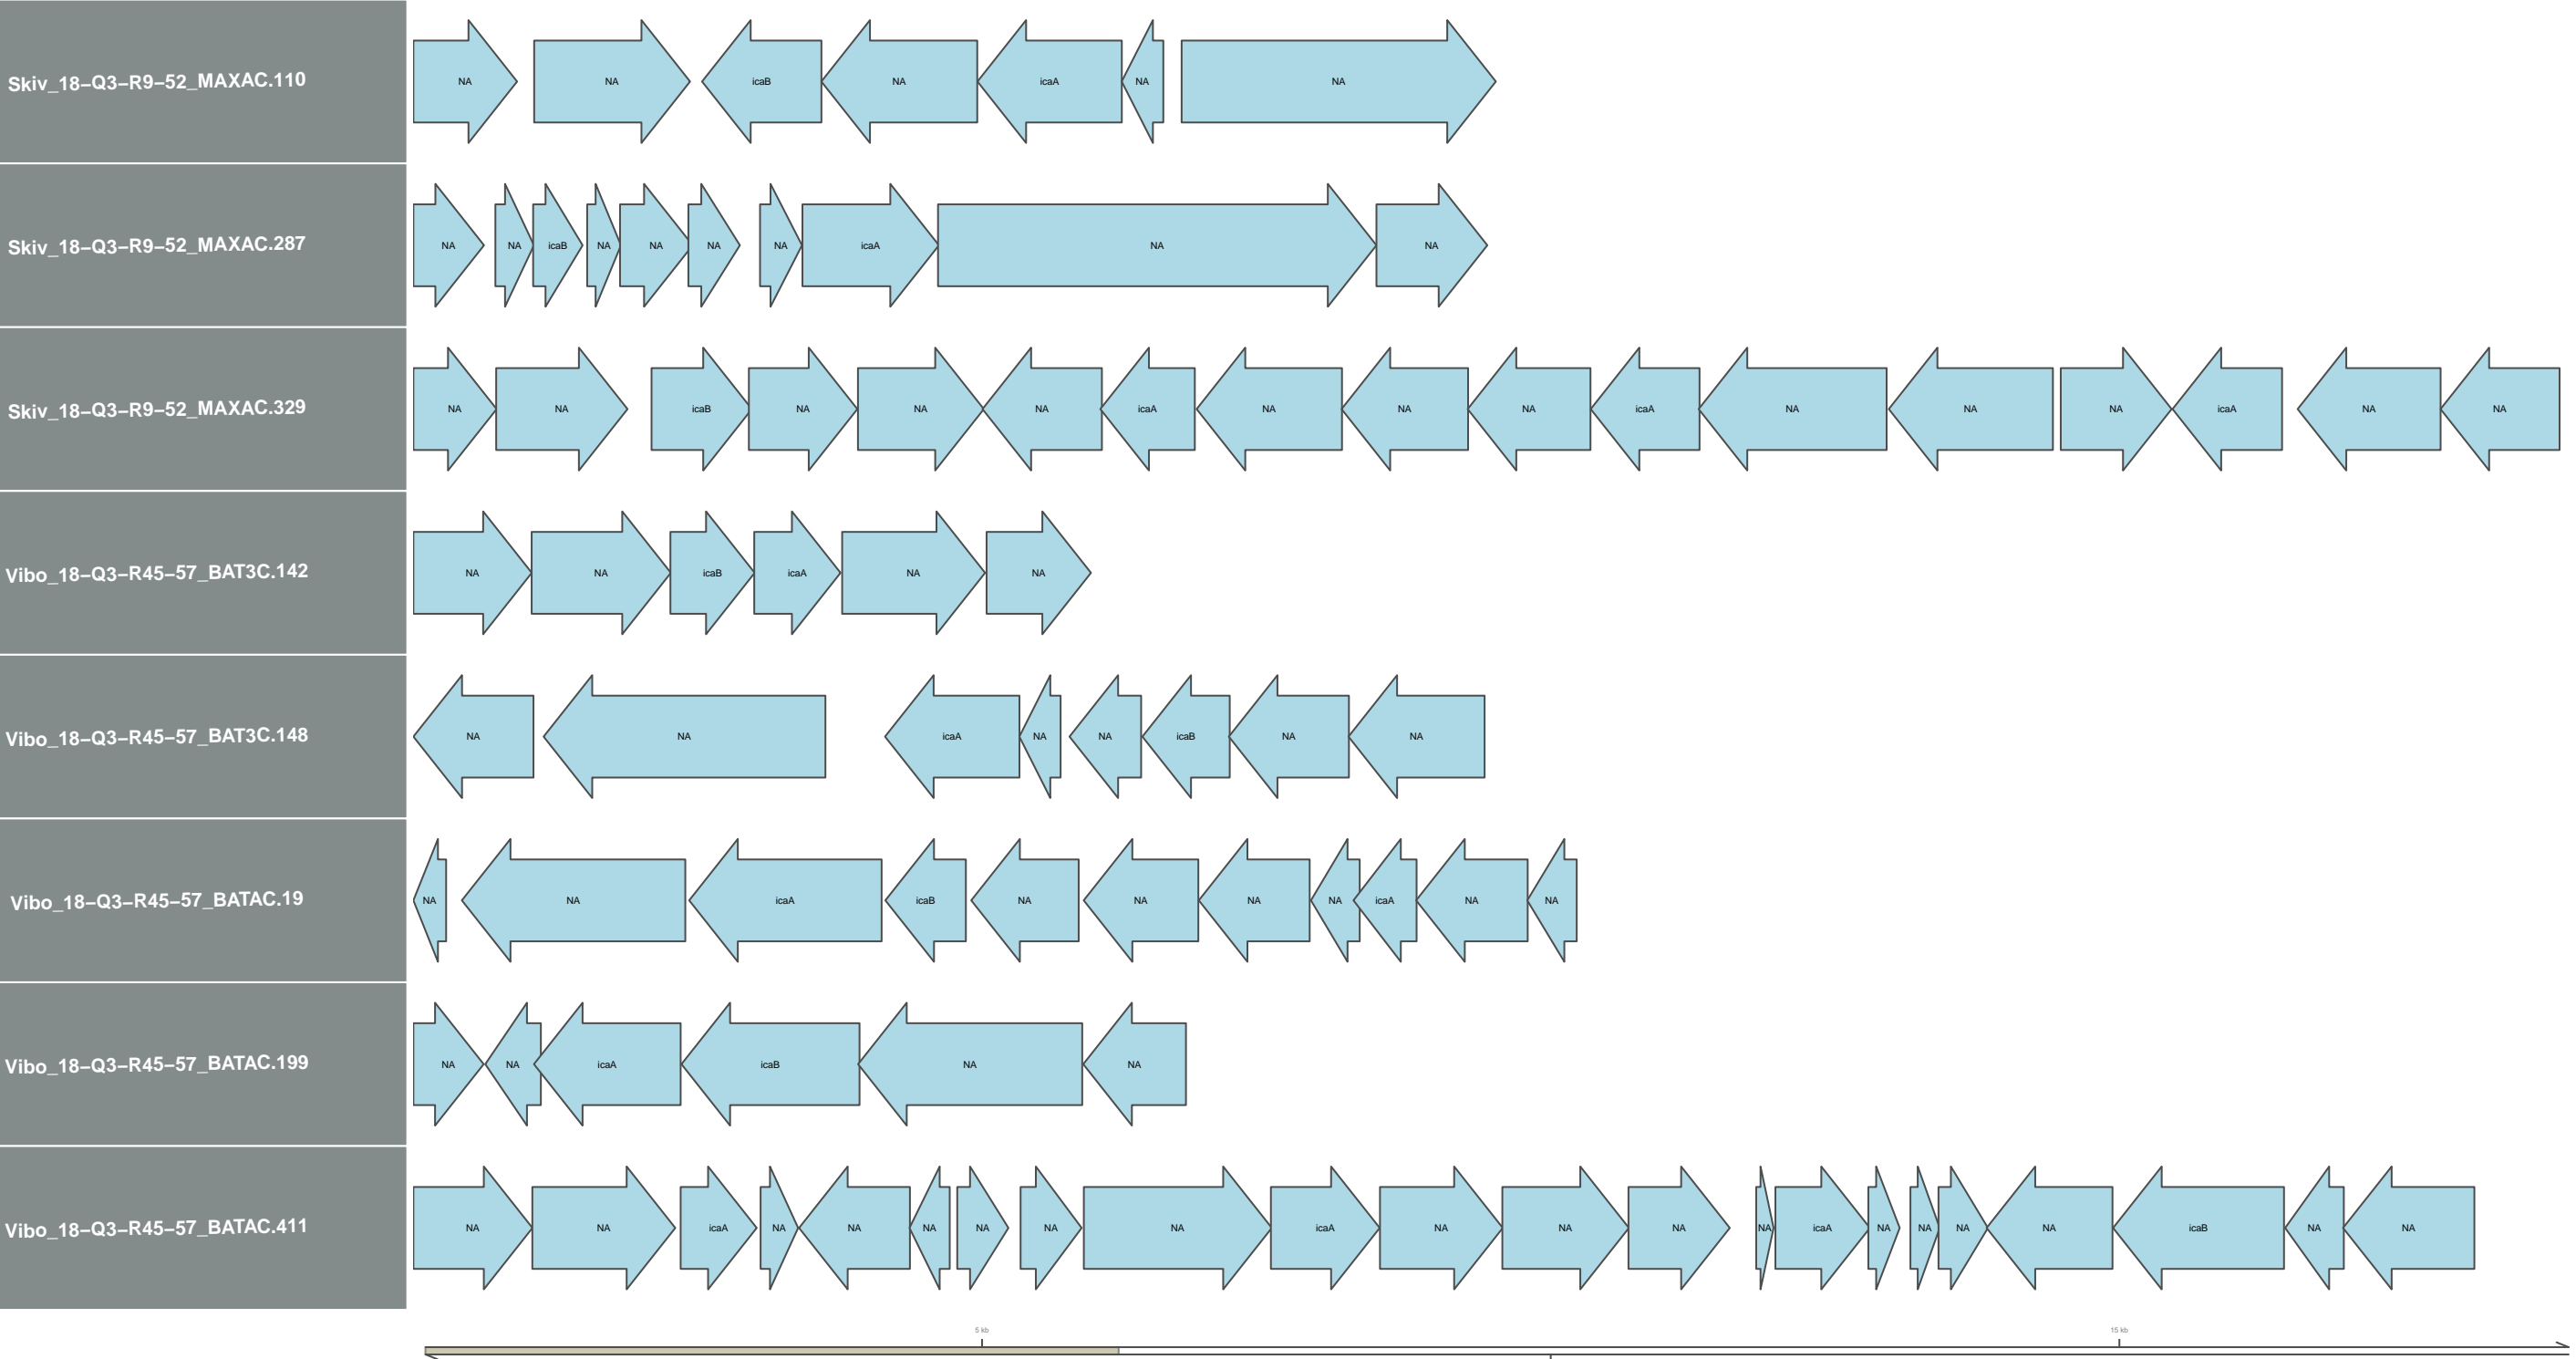 Skiv_18–Q3–R9–52_MAXAC.110 NA NA icaB NA icaA NA NA
Skiv_18–Q3–R9–52_MAXAC.287 NA NA icaB NA NA NA NA icaA NA NA
Skiv_18–Q3–R9–52_MAXAC.329 NA NA icaB NA NA NA icaA NA NA NA icaA NA NA NA icaA NA NA
Vibo_18–Q3–R45–57_BAT3C.142 NA NA icaB icaA NA NA
Vibo_18–Q3–R45–57_BAT3C.148 NA NA icaA NA NA icaB NA NA
Vibo_18–Q3–R45–57_BATAC.19 NA NA icaA icaB NA NA NA NA icaA NA NA
Vibo_18–Q3–R45–57_BATAC.199 NA NA icaA icaB NA NA
Vibo_18–Q3–R45–57_BATAC.411 NA NA icaA NA NA NA NA NA NA icaA NA NA NA NA icaA NA NA NA NA icaB NA NA
5 kb 15 kb